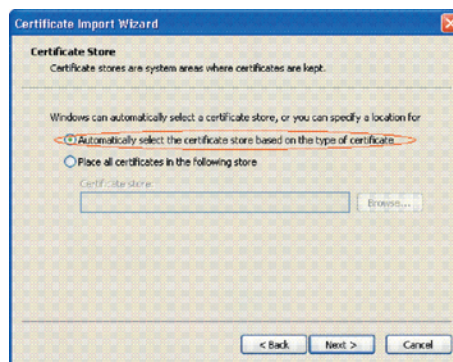 Certificate Import Wizard
Certificate Store
Certificate stores are system areas where certificates are kept.
Windows can automatically select a certificate store, or you can specify a location for
Automatically select the certificate store based on the type of certificate
Place all certificates in the following store
Certificate store:
Browse...
< Back Next > Cancel